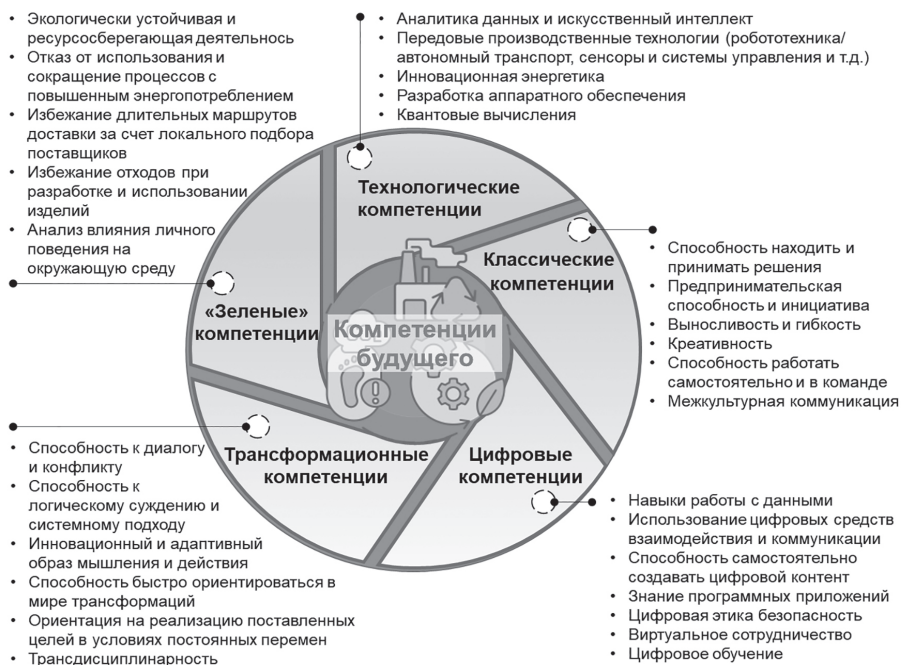 • Экологически устойчивая и
ресурсосберегающая деятельнось
• Отказ от использования и
сокращение процессов с
повышенным энергопотреблением
• Избежание длительных маршрутов
доставки за счет локального подбора
поставщиков
• Избежание отходов при
разработке и использовании
изделий
• Анализ влияния личного
поведения на
окружающую среду
• Аналитика данных и искусственный интеллект
• Передовые производственные технологии (робототехника/
автономный транспорт, сенсоры и системы управления и т.д.)
• Инновационная энергетика
• Разработка аппаратного обеспечения
• Квантовые вычисления
Технологические
компетенции
Классические
компетенции
• Способность находить и
принимать решения
• Предпринимательская
способность и инициатива
• Выносливость и гибкость
• Креативность
• Способность работать
самостоятельно и в команде
• Межкультурная коммуникация
«Зеленые»
компетенции
Компетенции
будущего
Трансформационные
компетенции
Цифровые
компетенции
• Способность к диалогу
и конфликту
• Способность к
логическому суждению и
системному подходу
• Инновационный и адаптивный
образ мышления и действия
• Способность быстро ориентироваться в
мире трансформаций
• Ориентация на реализацию поставленных
целей в условиях постоянных перемен
• Трансдисциплинарность
• Навыки работы с данными
• Использование цифровых средств
взаимодействия и коммуникации
• Способность самостоятельно
создавать цифровой контент
• Знание программных приложений
• Цифровая этика безопасность
• Виртуальное сотрудничество
• Цифровое обучение